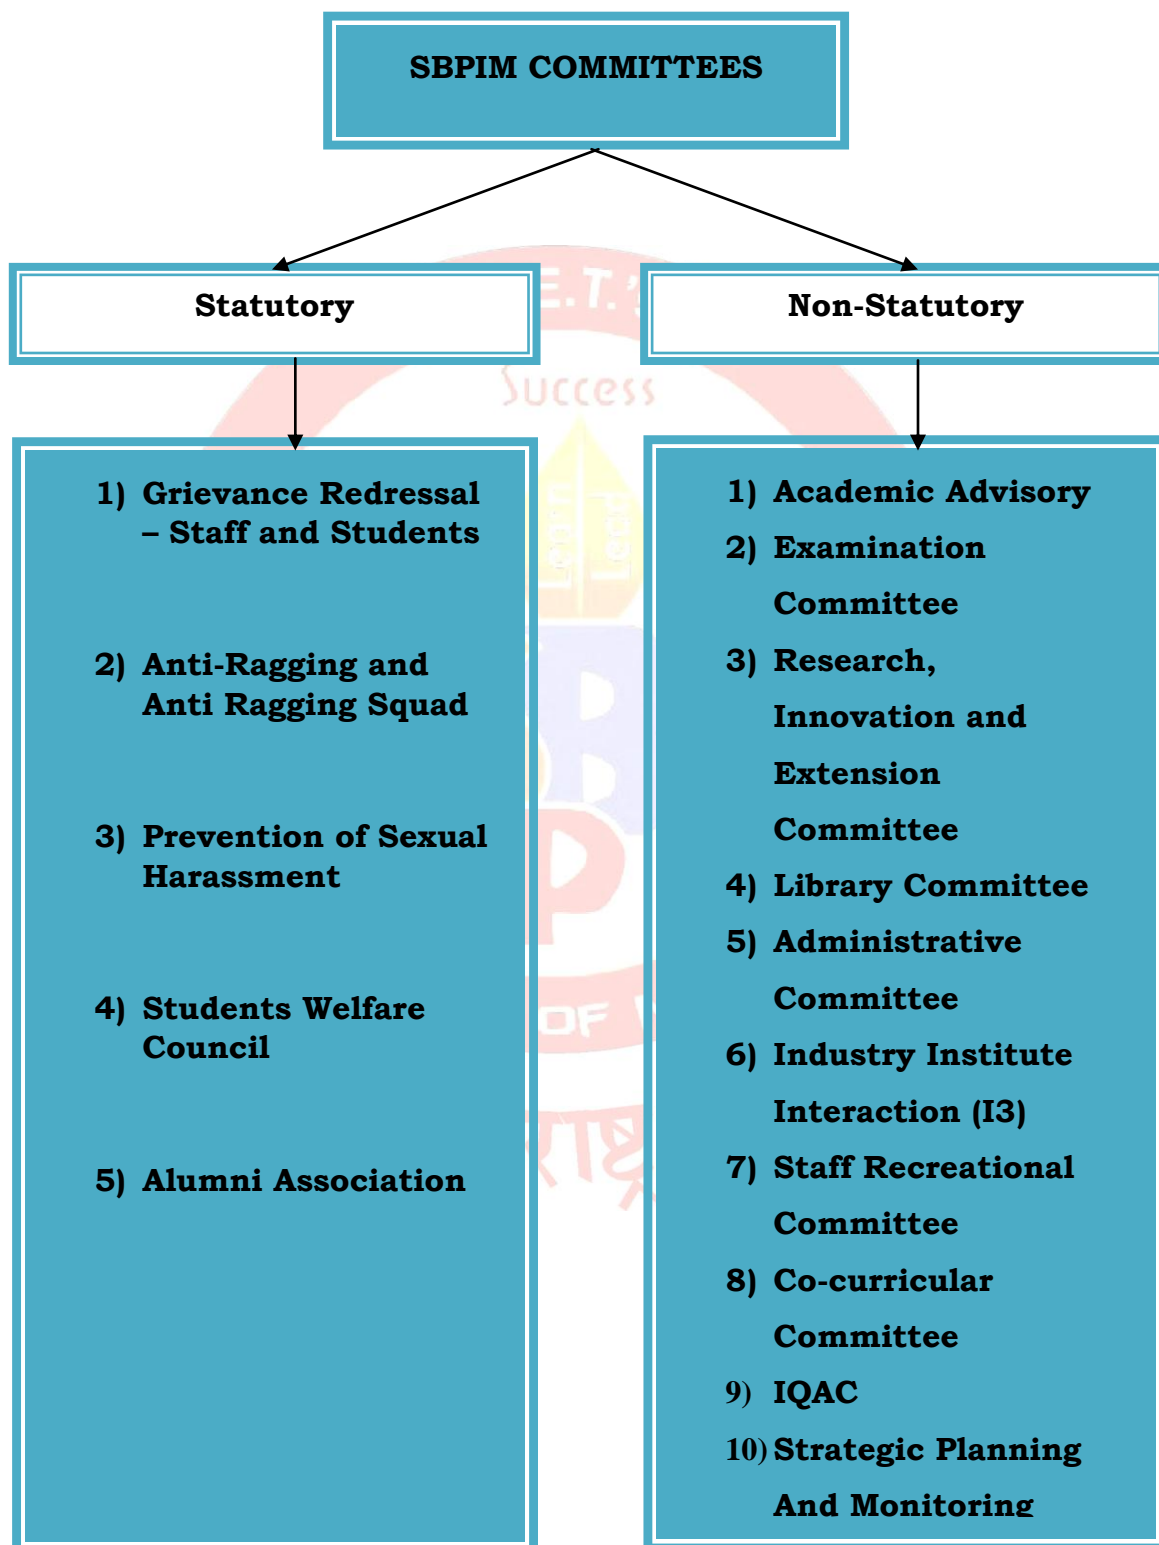 SBPIM COMMITTEES
Statutory
Non-Statutory
E.T.'
Success
Learn
Lead
OF
1) Grievance Redressal
– Staff and Students
2) Anti-Ragging and
Anti Ragging Squad
3) Prevention of Sexual
Harassment
4) Students Welfare
Council
5) Alumni Association
1) Academic Advisory
2) Examination
Committee
3) Research,
Innovation and
Extension
Committee
4) Library Committee
5) Administrative
Committee
6) Industry Institute
Interaction (I3)
7) Staff Recreational
Committee
8) Co-curricular
Committee
9) IQAC
10) Strategic Planning
And Monitoring